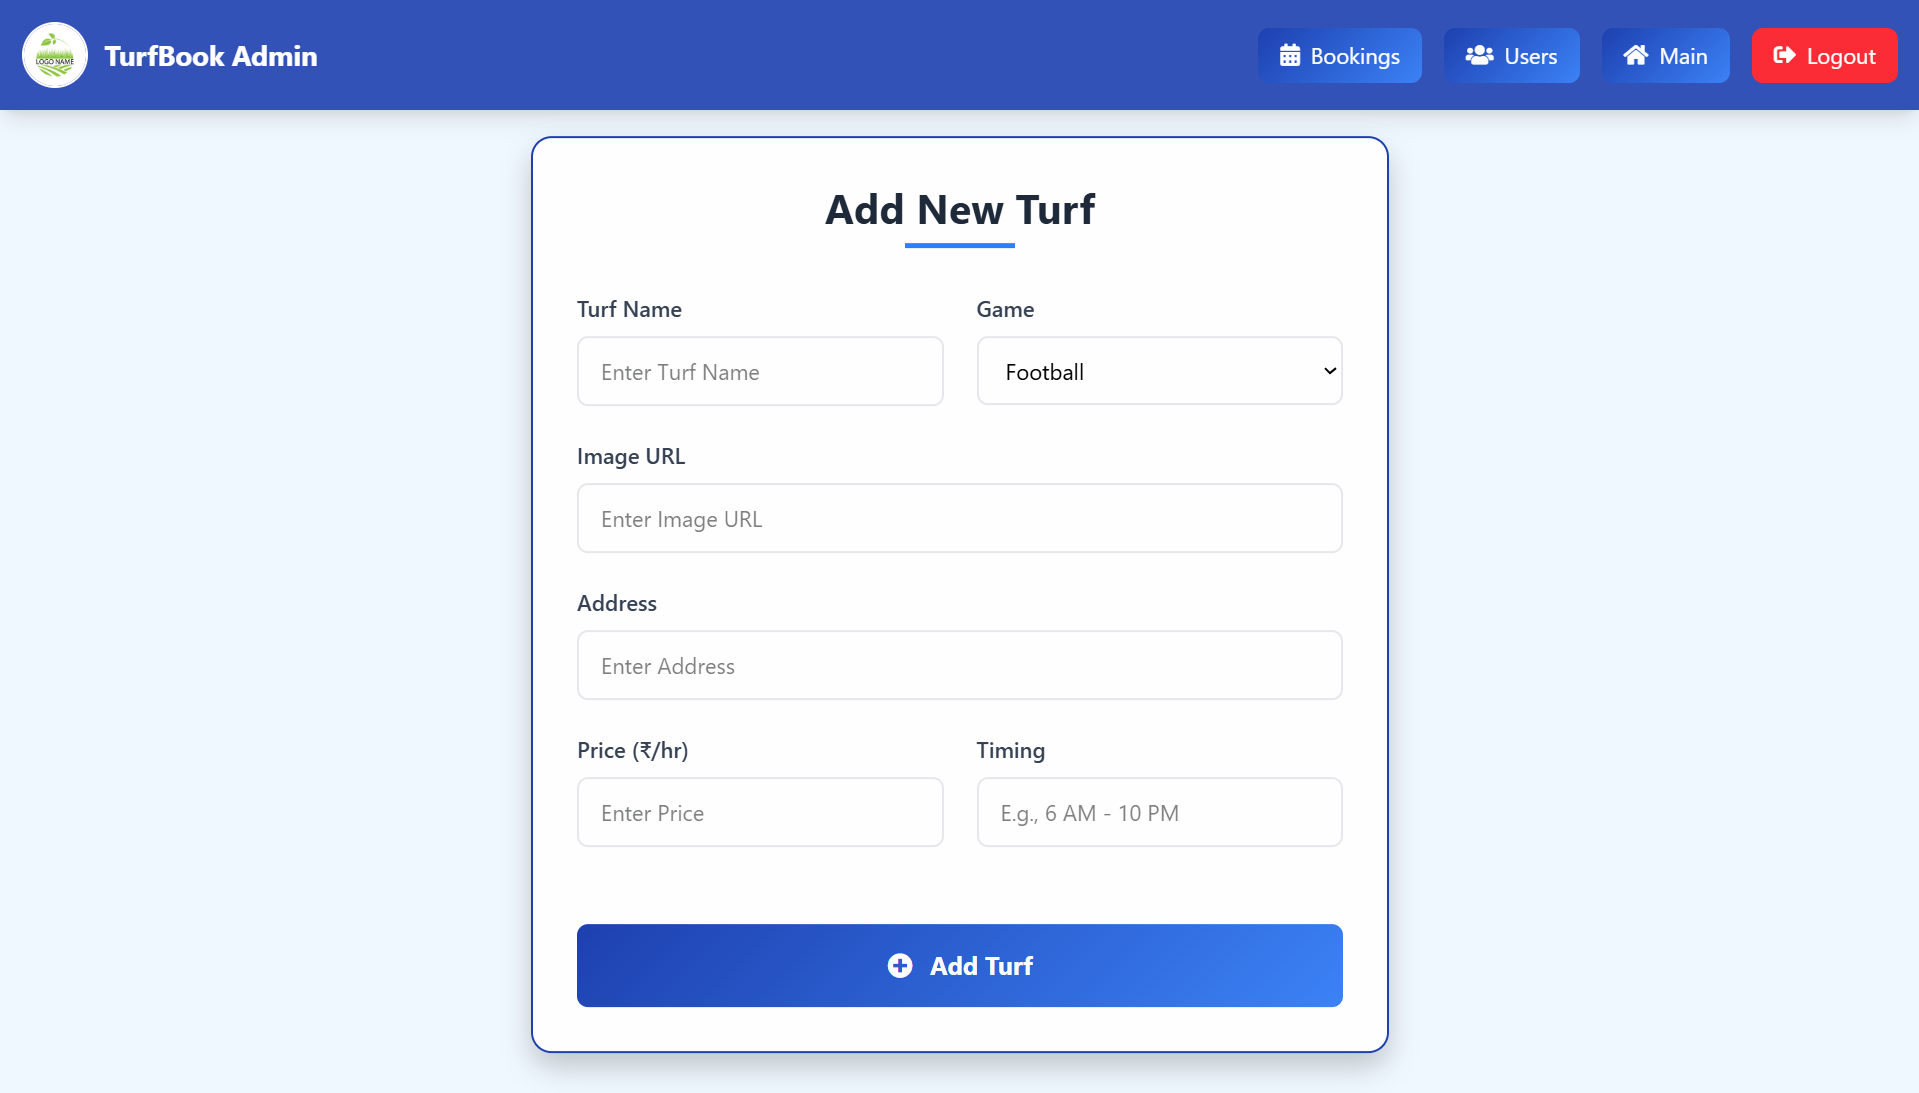 LOGO NAME
TurfBook Admin
Bookings
Users
Main
Logout
Add New Turf
Turf Name
Game
Enter Turf Name
Football
Image URL
Enter Image URL
Address
Enter Address
Price (₹/hr)
Timing
Enter Price
E.g., 6 AM - 10 PM
Add Turf